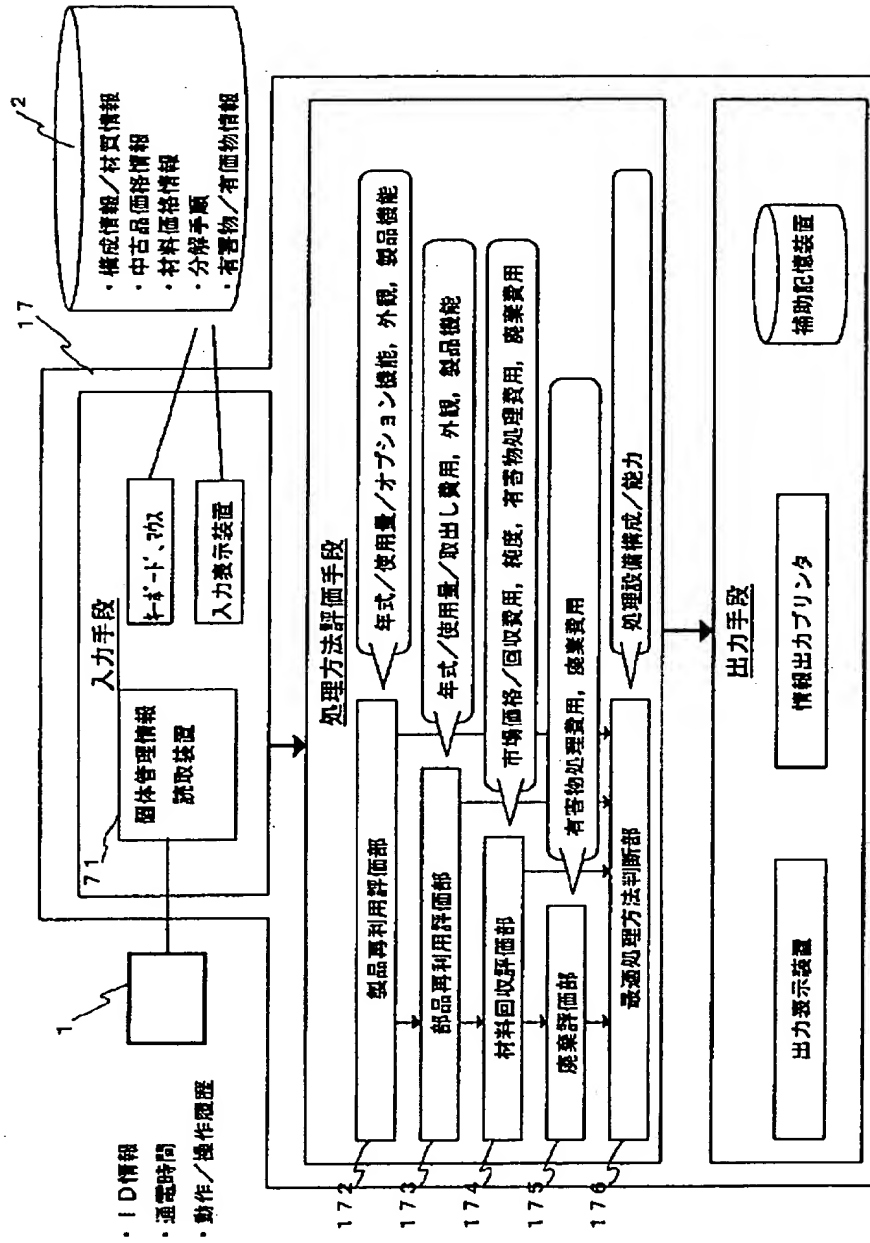 ・ID情報
・通電時間
・動作／操作履歴
1
71
個体管理情報
読取装置
入力手段
キーボード、マウス
入力表示装置
17
2
・構成情報／材質情報
・中古品価格情報
・材料価格情報
・分解手順
・有害物／有価物情報
処理方法評価手段
172
製品再利用評価部
年式／使用量／オプション機能，外観，製品機能
173
部品再利用評価部
年式／使用量／取出し費用，外観，製品機能
174
材料回収評価部
市場価格／回収費用，純度，有害物処理費用，廃棄費用
175
廃棄評価部
有害物処理費用，廃棄費用
176
最適処理方法判断部
処理設備構成／能力
出力手段
出力表示装置
情報出力プリンタ
補助記憶装置